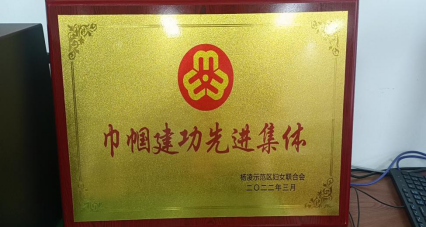 巾帼建功先进集体
杨凌示范区妇女联合会
二〇二二年三月